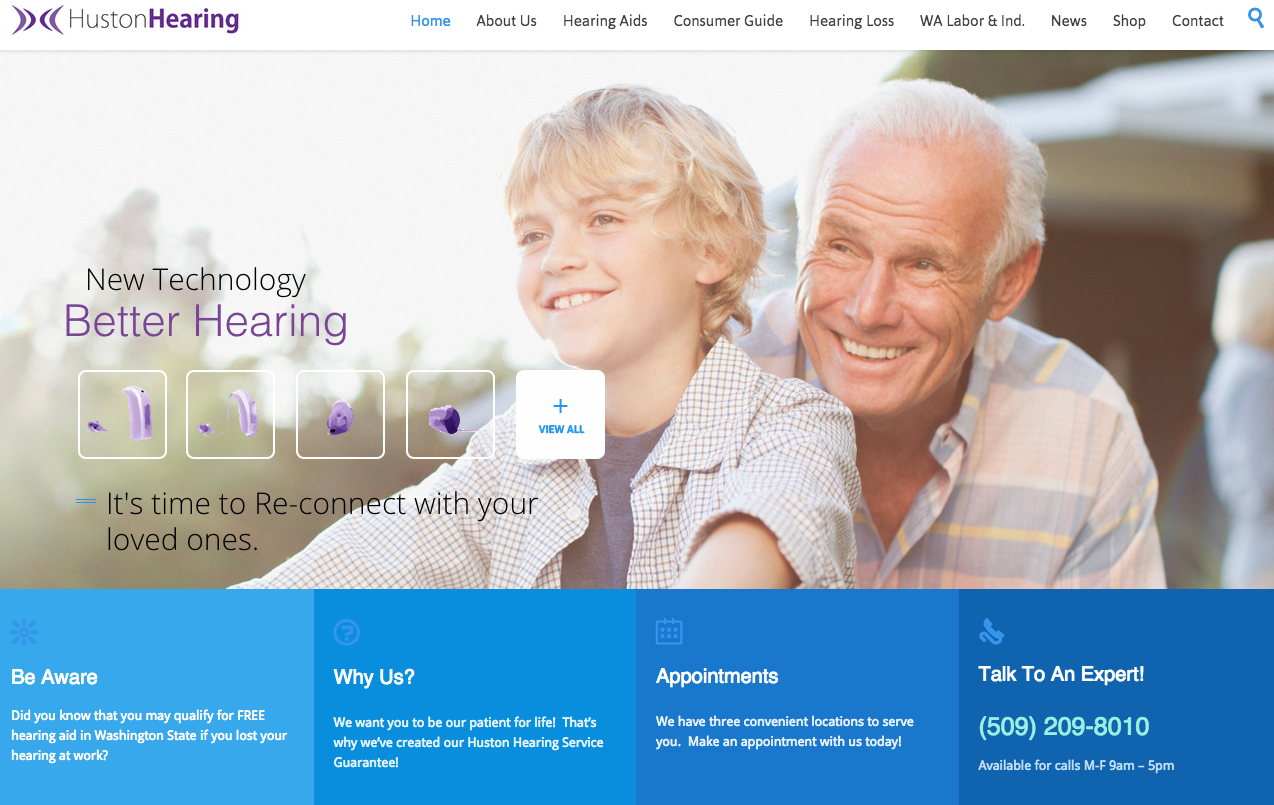 HustonHearing
Home About Us Hearing Aids Consumer Guide Hearing Loss WA Labor & Ind. News Shop Contact
New Technology
Better Hearing
VIEW ALL
It's time to Re-connect with your
loved ones.
Be Aware
Did you know that you may qualify for FREE
hearing aid in Washington State if you lost your
hearing at work?
Why Us?
We want you to be our patient for life!  That's
why we've created our Huston Hearing Service
Guarantee!
Appointments
We have three convenient locations to serve
you.  Make an appointment with us today!
Talk To An Expert!
(509) 209-8010
Available for calls M-F 9am – 5pm